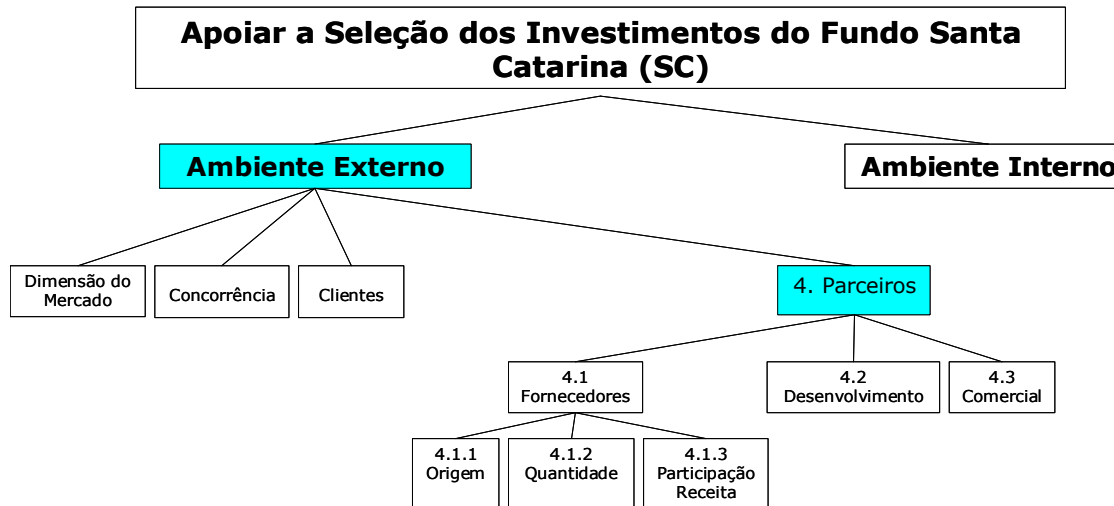 Apoiar a Seleção dos Investimentos do Fundo Santa
Catarina (SC)
Ambiente Externo
Ambiente Interno
Dimensão do
Mercado
Concorrência
Clientes
4. Parceiros
4.1
Fornecedores
4.2
Desenvolvimento
4.3
Comercial
4.1.1
Origem
4.1.2
Quantidade
4.1.3
Participação
Receita